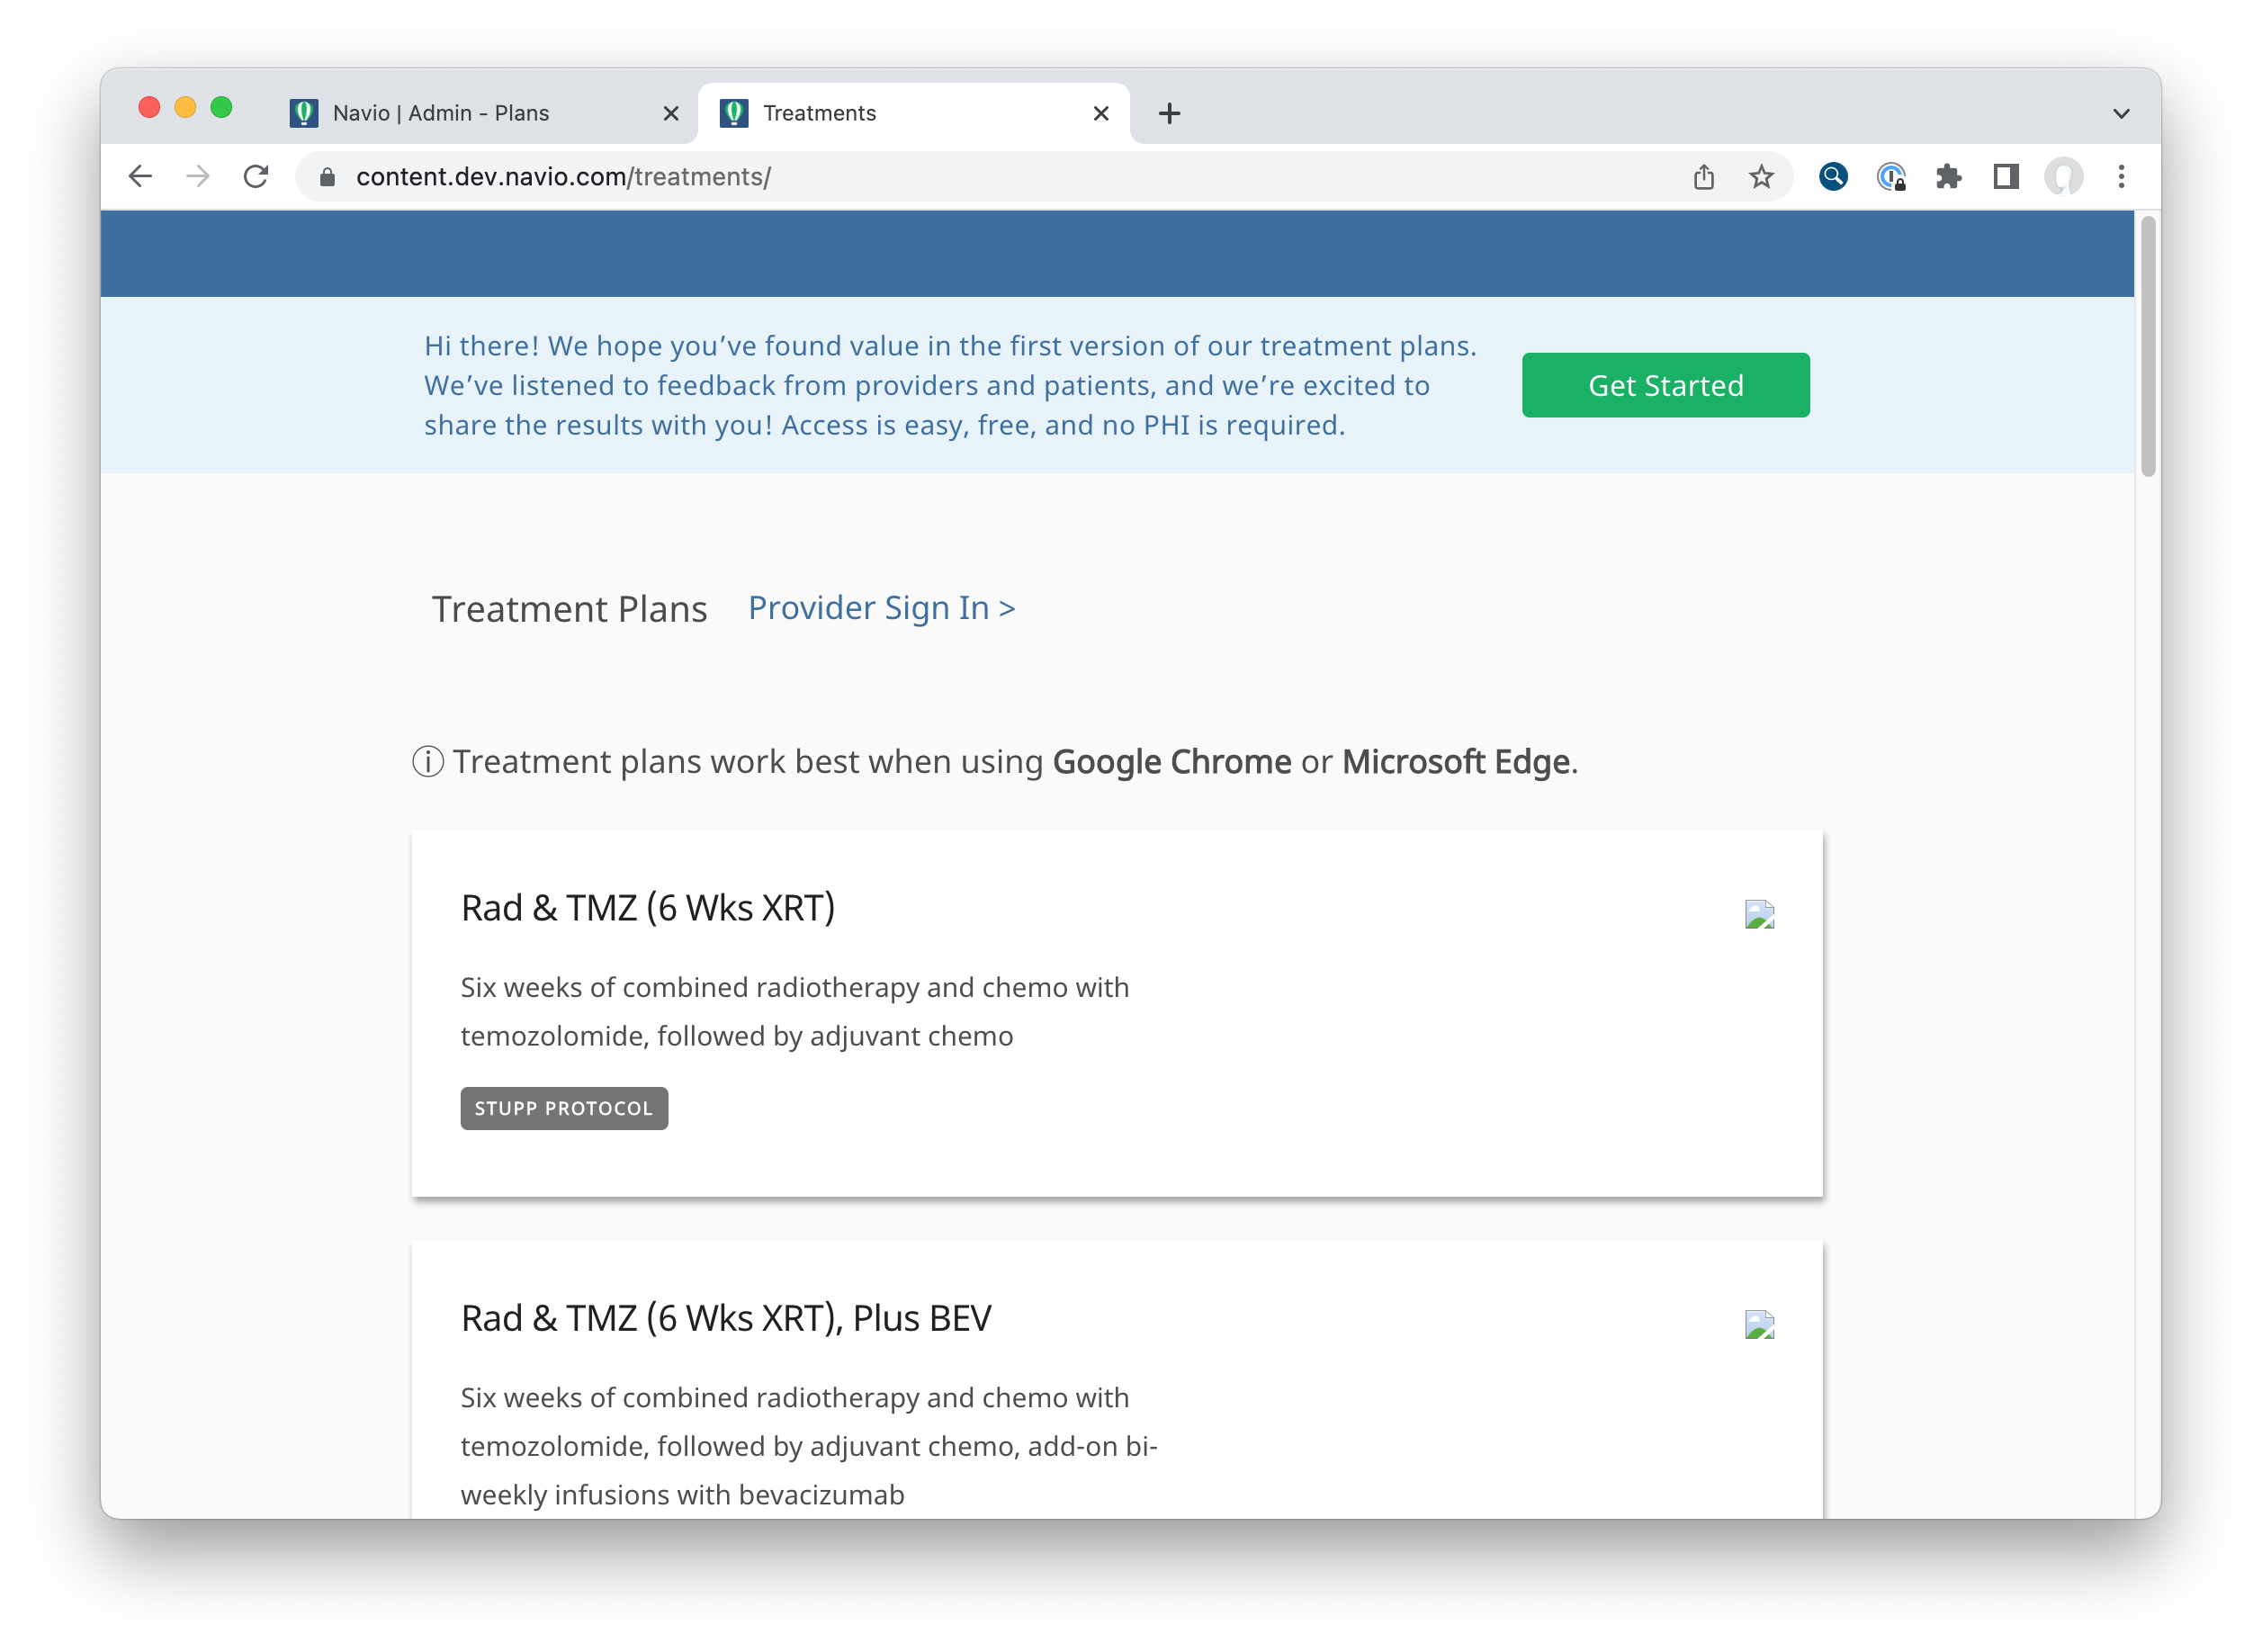 Navio | Admin - Plans
Treatments
content.dev.navio.com/treatments/
Hi there! We hope you’ve found value in the first version of our treatment plans.
We’ve listened to feedback from providers and patients, and we’re excited to
share the results with you! Access is easy, free, and no PHI is required.
Get Started
Treatment Plans
Provider Sign In >
Treatment plans work best when using Google Chrome or Microsoft Edge.
Rad & TMZ (6 Wks XRT)
Six weeks of combined radiotherapy and chemo with
temozolomide, followed by adjuvant chemo
STUPP PROTOCOL
Rad & TMZ (6 Wks XRT), Plus BEV
Six weeks of combined radiotherapy and chemo with
temozolomide, followed by adjuvant chemo, add-on bi-
weekly infusions with bevacizumab